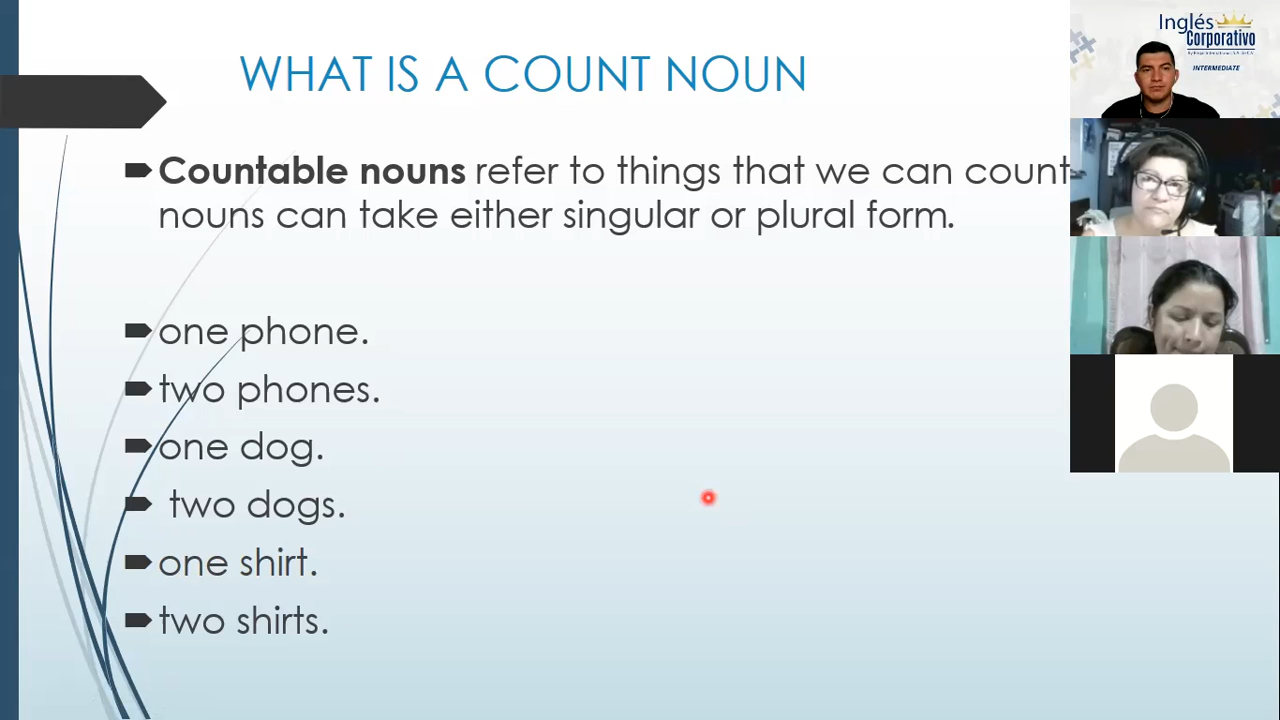 WHAT IS A COUNT NOUN
Countable nouns refer to things that we can count
nouns can take either singular or plural form.
one phone.
two phones.
one dog.
two dogs.
one shirt.
two shirts.
Inglés
Corporativo
INTERMEDIATE